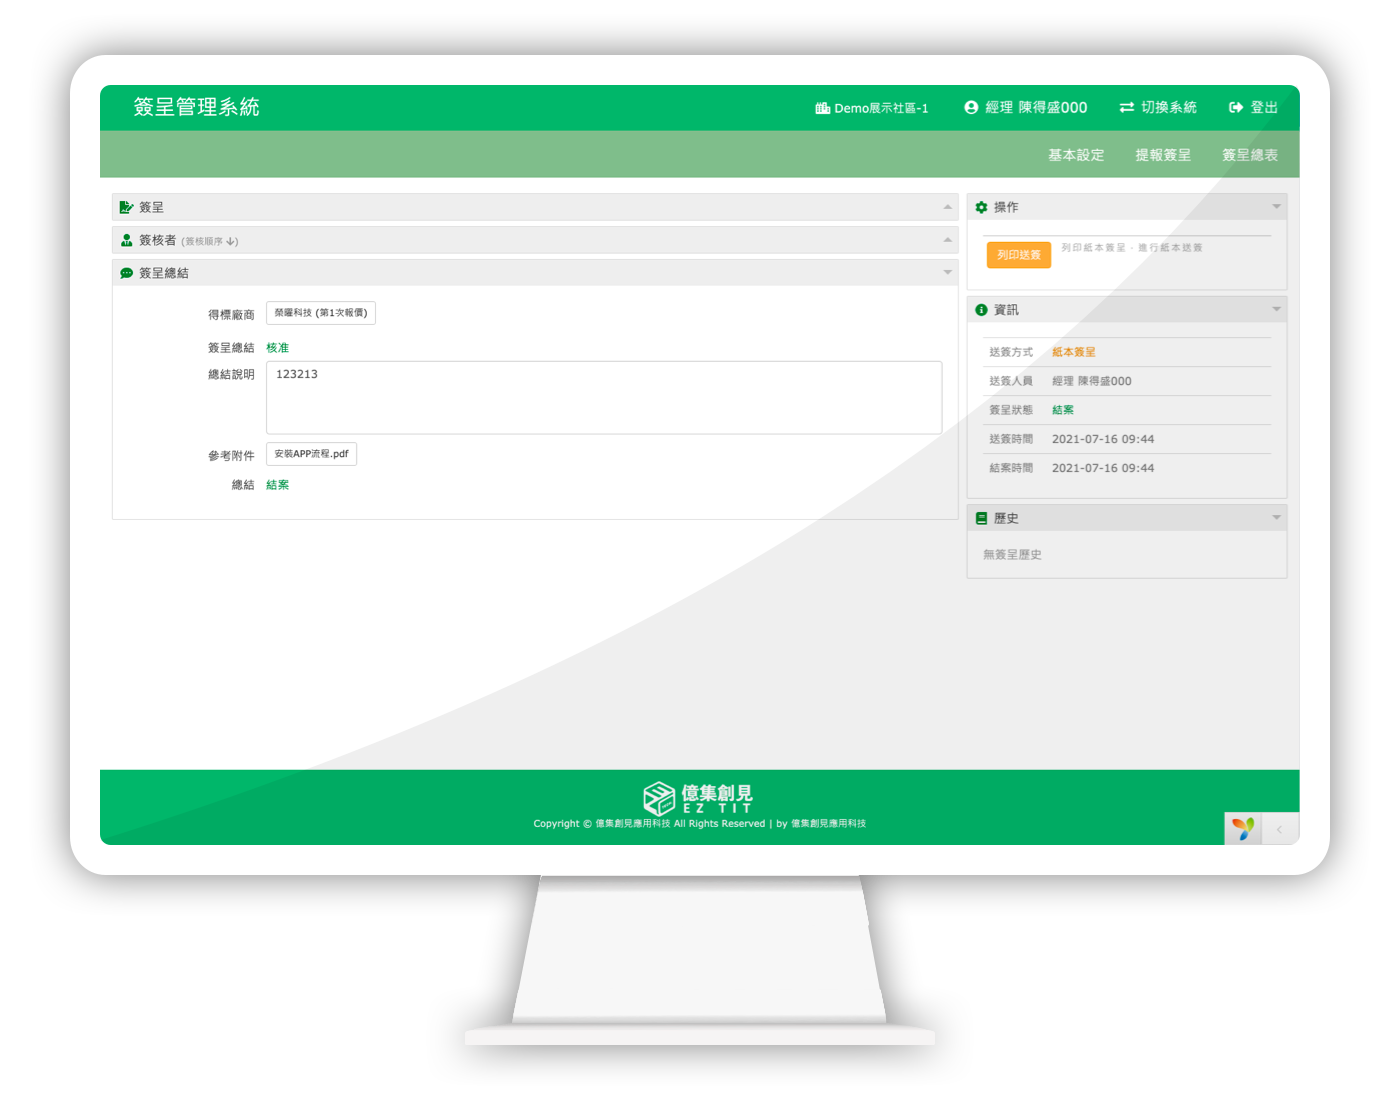 簽呈管理系統
Demo展示社區-1
經理 陳得盛000
切換系統
登出
基本設定
提報簽呈
簽呈總表
簽呈
簽核者 (簽核順序↓)
簽呈總結
得標廠商
榮曜科技 (第1次報價)
簽呈總結
核准
總結說明
123213
參考附件
安裝APP流程.pdf
總結
結案
操作
列印送簽
列印紙本簽呈，進行紙本送簽
資訊
送簽方式
紙本簽呈
送簽人員
經理 陳得盛000
簽呈狀態
結案
送簽時間
2021-07-16 09:44
結案時間
2021-07-16 09:44
歷史
無簽呈歷史
億集創見
EZ TIT
Copyright © 億集創見應用科技 All Rights Reserved | by 億集創見應用科技